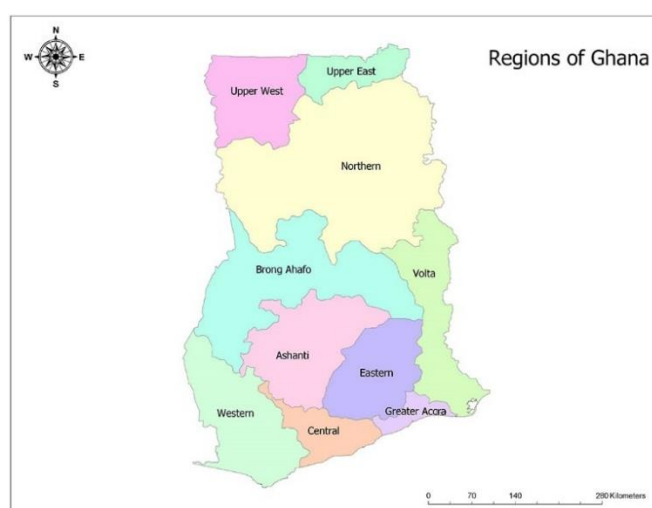 N
W E
S
Regions of Ghana
Upper East
Upper West
Northern
Brong Ahafo
Volta
Ashanti
Eastern
Greater Accra
Western
Central
0 70 140 280 Kilometers